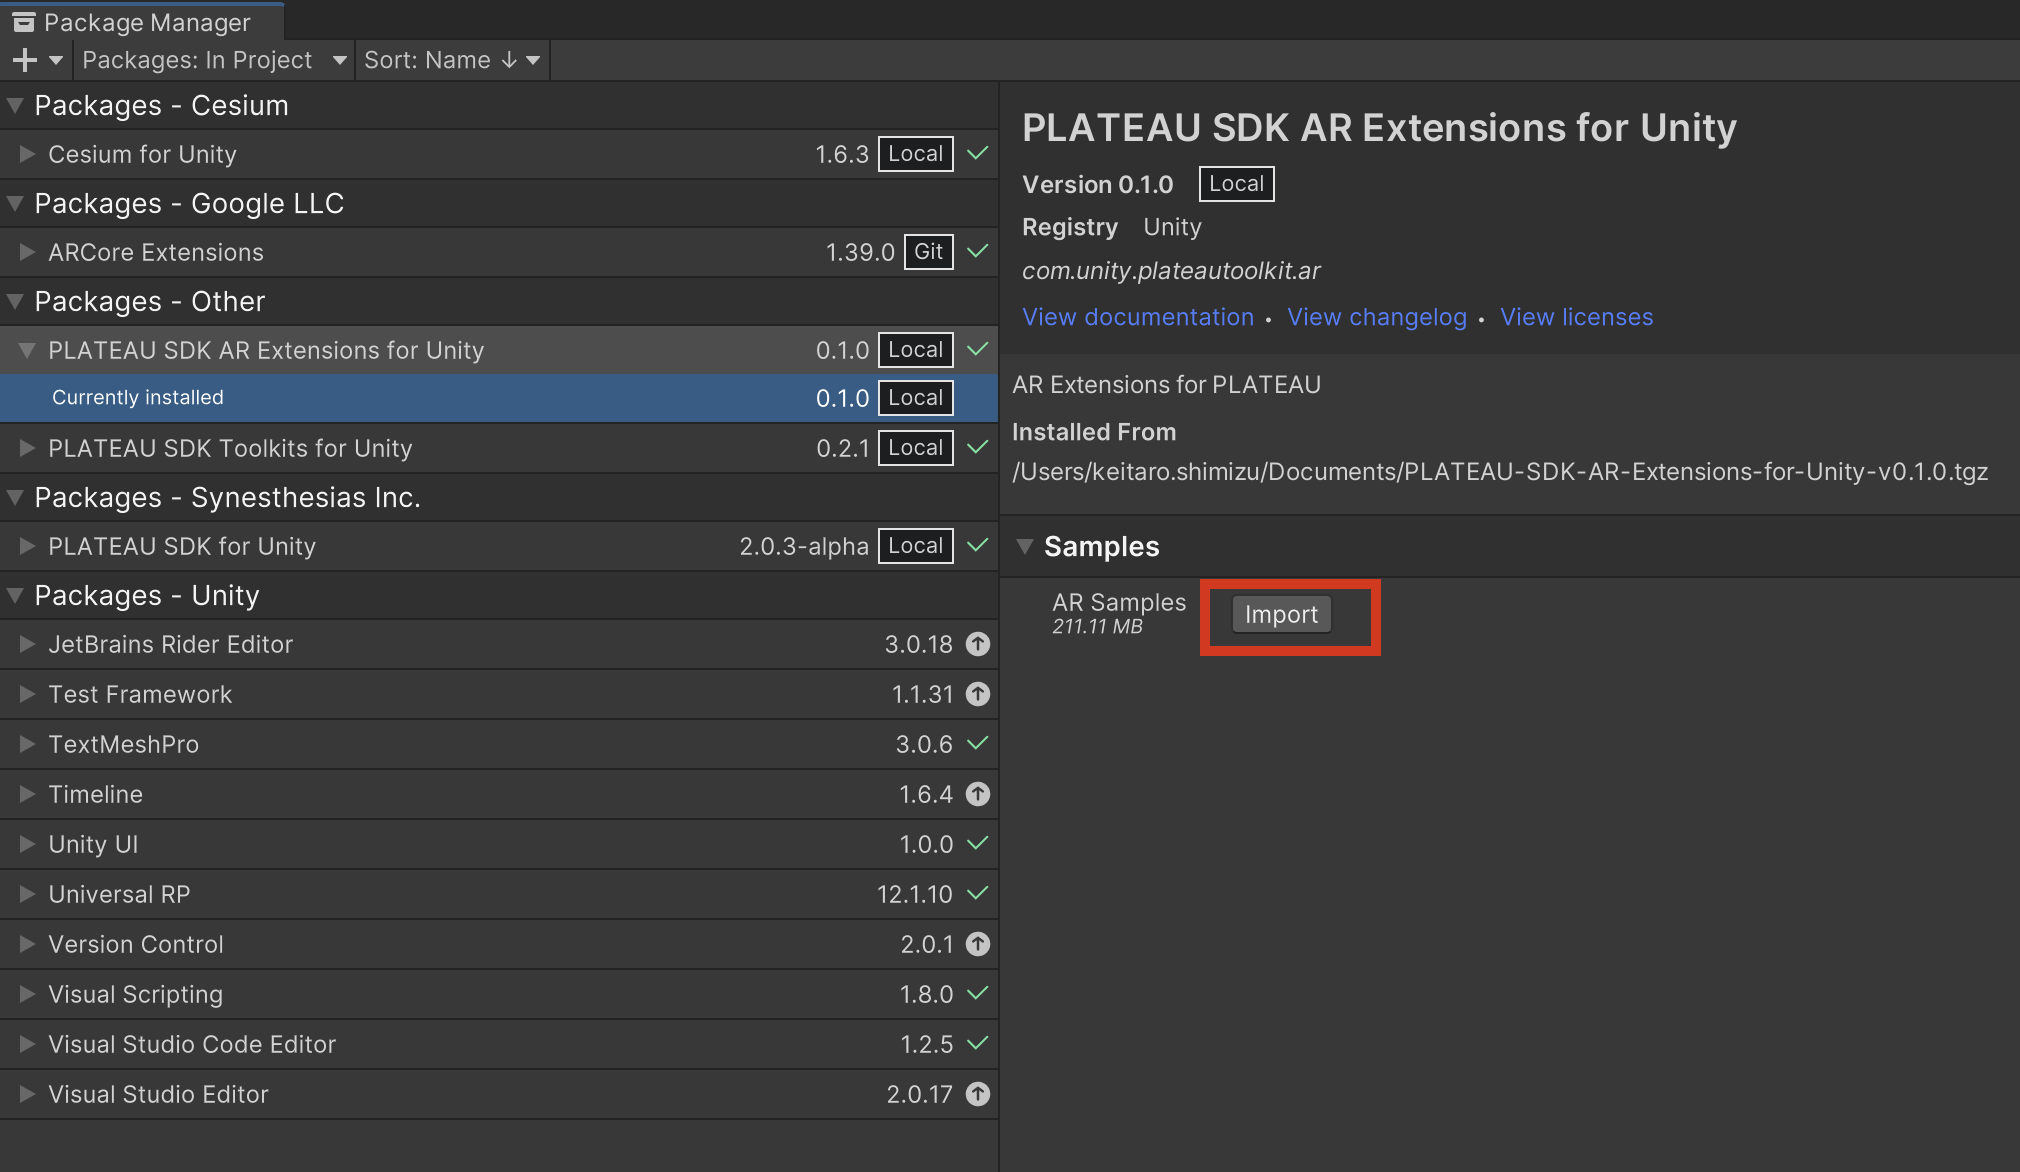 Package Manager
Packages: In Project
Sort: Name ↓
Packages - Cesium
Cesium for Unity 1.6.3 Local
Packages - Google LLC
ARCore Extensions 1.39.0 Git
Packages - Other
PLATEAU SDK AR Extensions for Unity 0.1.0 Local
Currently installed 0.1.0 Local
PLATEAU SDK Toolkits for Unity 0.2.1 Local
Packages - Synesthesias Inc.
PLATEAU SDK for Unity 2.0.3-alpha Local
Packages - Unity
JetBrains Rider Editor 3.0.18
Test Framework 1.1.31
TextMeshPro 3.0.6
Timeline 1.6.4
Unity UI 1.0.0
Universal RP 12.1.10
Version Control 2.0.1
Visual Scripting 1.8.0
Visual Studio Code Editor 1.2.5
Visual Studio Editor 2.0.17
PLATEAU SDK AR Extensions for Unity
Version 0.1.0 Local
Registry Unity
com.unity.plateautoolkit.ar
View documentation • View changelog • View licenses
AR Extensions for PLATEAU
Installed From
/Users/keitaro.shimizu/Documents/PLATEAU-SDK-AR-Extensions-for-Unity-v0.1.0.tgz
Samples
AR Samples Import
211.11 MB